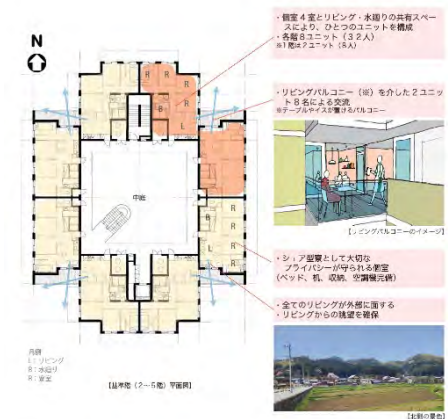 N
・個室4室とリビング・水廻りの共有スペー
スにより、ひとつのユニットを構成
・各階8ユニット（32人）
※1階は2ユニット（8人）
・リビングバルコニー（※）を介した2ユニッ
ト8名による交流
※テーブルやイスが置けるバルコニー
【リビングバルコニーのイメージ】
中庭
R
R
R
R
B
L
B
R
R
R
L
R
・シェア型寮として大切な
プライバシーが守られる個室
（ベッド、机、収納、空調機完備）
・全てのリビングが外部に面する
・リビングからの眺望を確保
凡例
L：リビング
B：水廻り
R：居室
【基準階（2～5階）平面図】
【北側の景色】